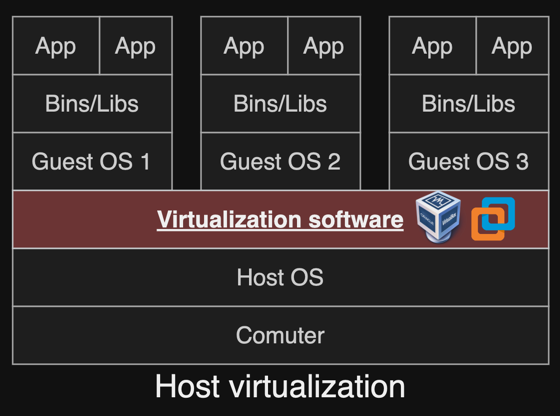 App App App App App App
Bins/Libs Bins/Libs Bins/Libs
Guest OS 1 Guest OS 2 Guest OS 3
Virtualization software
Host OS
Comuter
Host virtualization